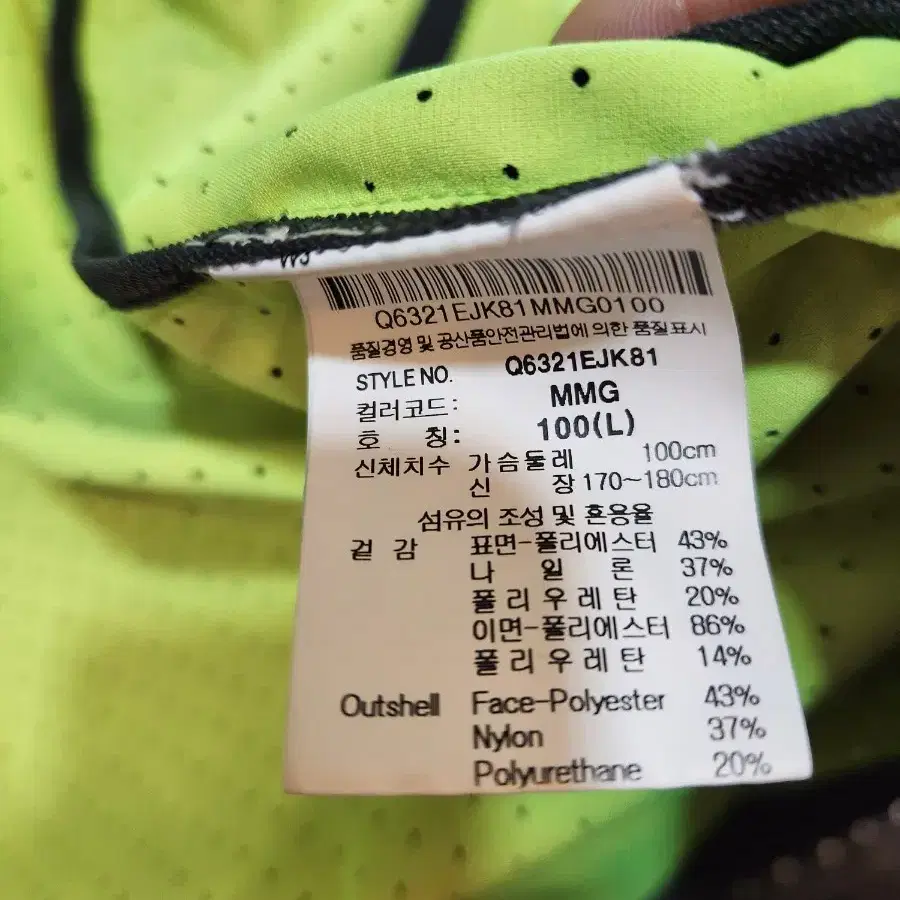 Q6321EJK81MMG0100
품질경영 및 공산품안전관리법에 의한 품질표시
STYLE NO. Q6321EJK81
컬러코드: MMG
호 칭: 100(L)
신체치수 가슴둘레 100cm
신 장 170~180cm
섬유의 조성 및 혼용율
겉 감 표면-폴리에스터 43%
나 일 론 37%
폴 리 우 레 탄 20%
이면-폴리에스터 86%
폴 리 우 레 탄 14%
Outshell Face-Polyester 43%
Nylon 37%
Polyurethane 20%